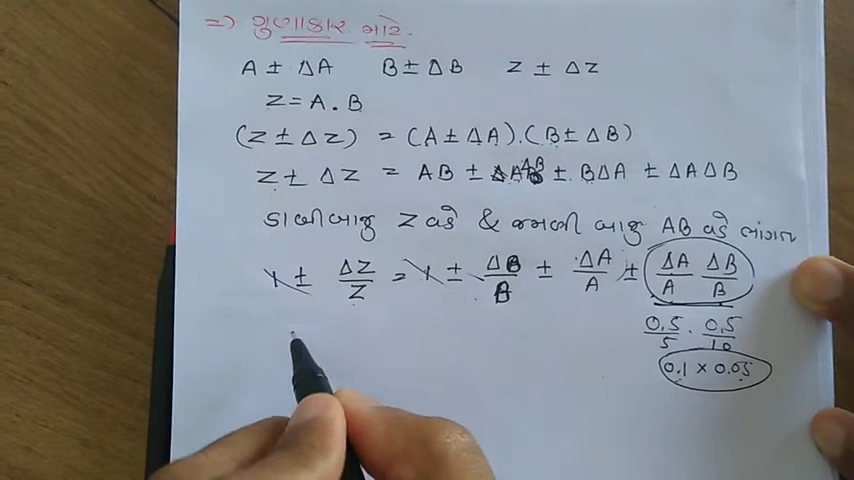 =) ગુણાકાર માટે.
A ± ΔA B ± ΔB Z ± ΔZ
Z = A . B
(Z ± ΔZ) = (A ± ΔA) . (B ± ΔB)
Z ± ΔZ = AB ± AΔB ± BΔA ± ΔAΔB
ડાબીબાજુ Z વડે & જમણી બાજુ AB વડે ભાંગતા
1 ± ΔZ/Z = 1 ± ΔB/B ± ΔA/A ± ΔA/A ΔB/B
0.5/5 . 0.5/10
0.1 × 0.05